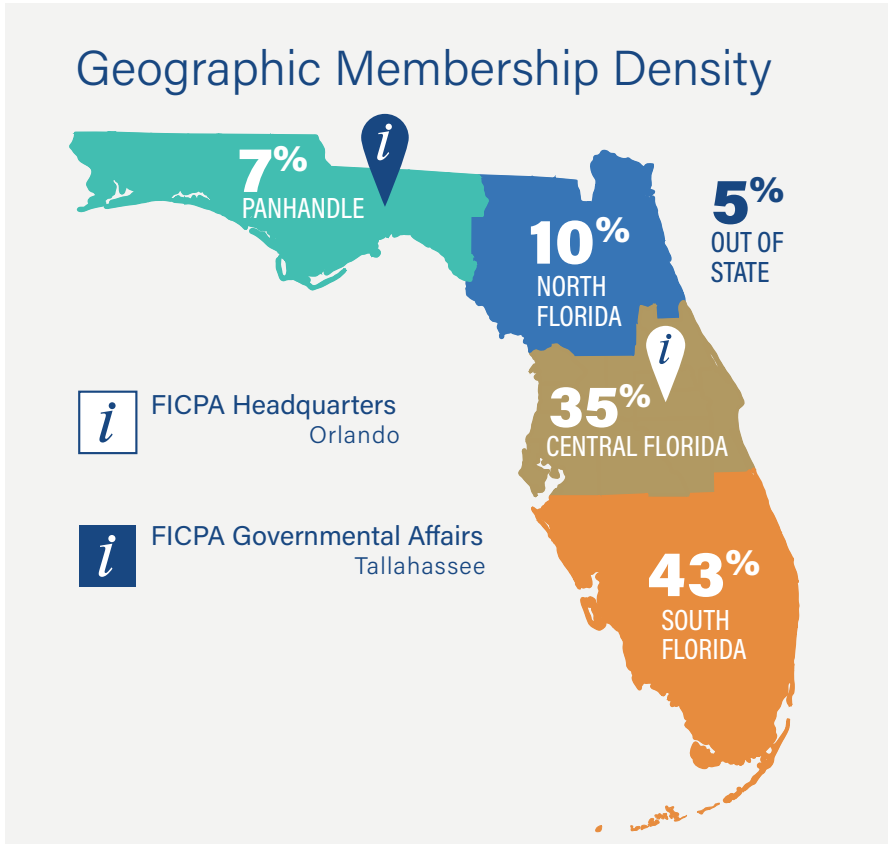 Geographic Membership Density
i
7%
PANHANDLE
10%
NORTH
FLORIDA
5%
OUT OF
STATE
i
35%
CENTRAL FLORIDA
i
FICPA Headquarters
Orlando
i
FICPA Governmental Affairs
Tallahassee
43%
SOUTH
FLORIDA